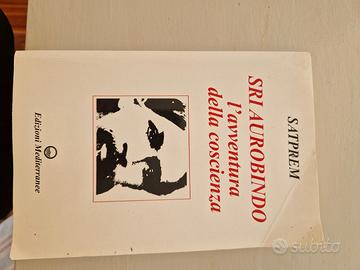 SATPREM
SRI AUROBINDO
l'avventura
della coscienza
Edizioni Mediterranee
subito